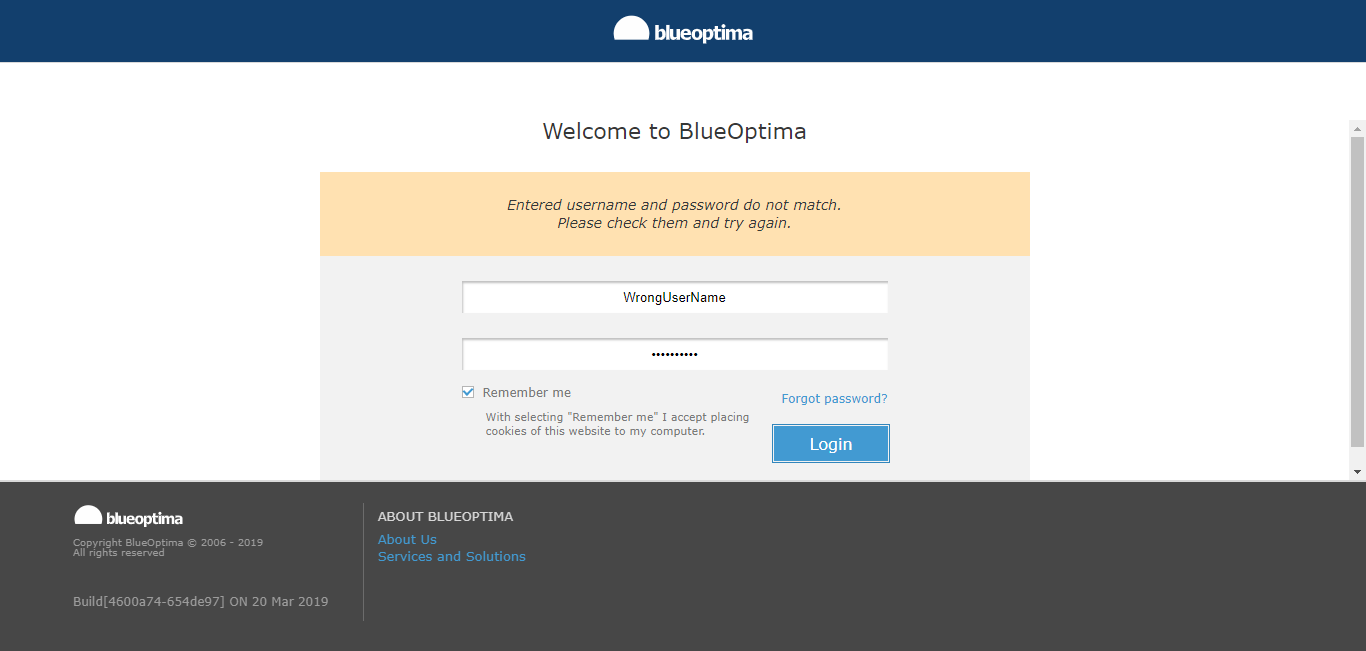 blueoptima
Welcome to BlueOptima
Entered username and password do not match.
Please check them and try again.
WrongUserName
••••••••••
Remember me
Forgot password?
With selecting "Remember me" I accept placing
cookies of this website to my computer.
Login
blueoptima
Copyright BlueOptima © 2006 - 2019
All rights reserved
Build[4600a74-654de97] ON 20 Mar 2019
ABOUT BLUEOPTIMA
About Us
Services and Solutions